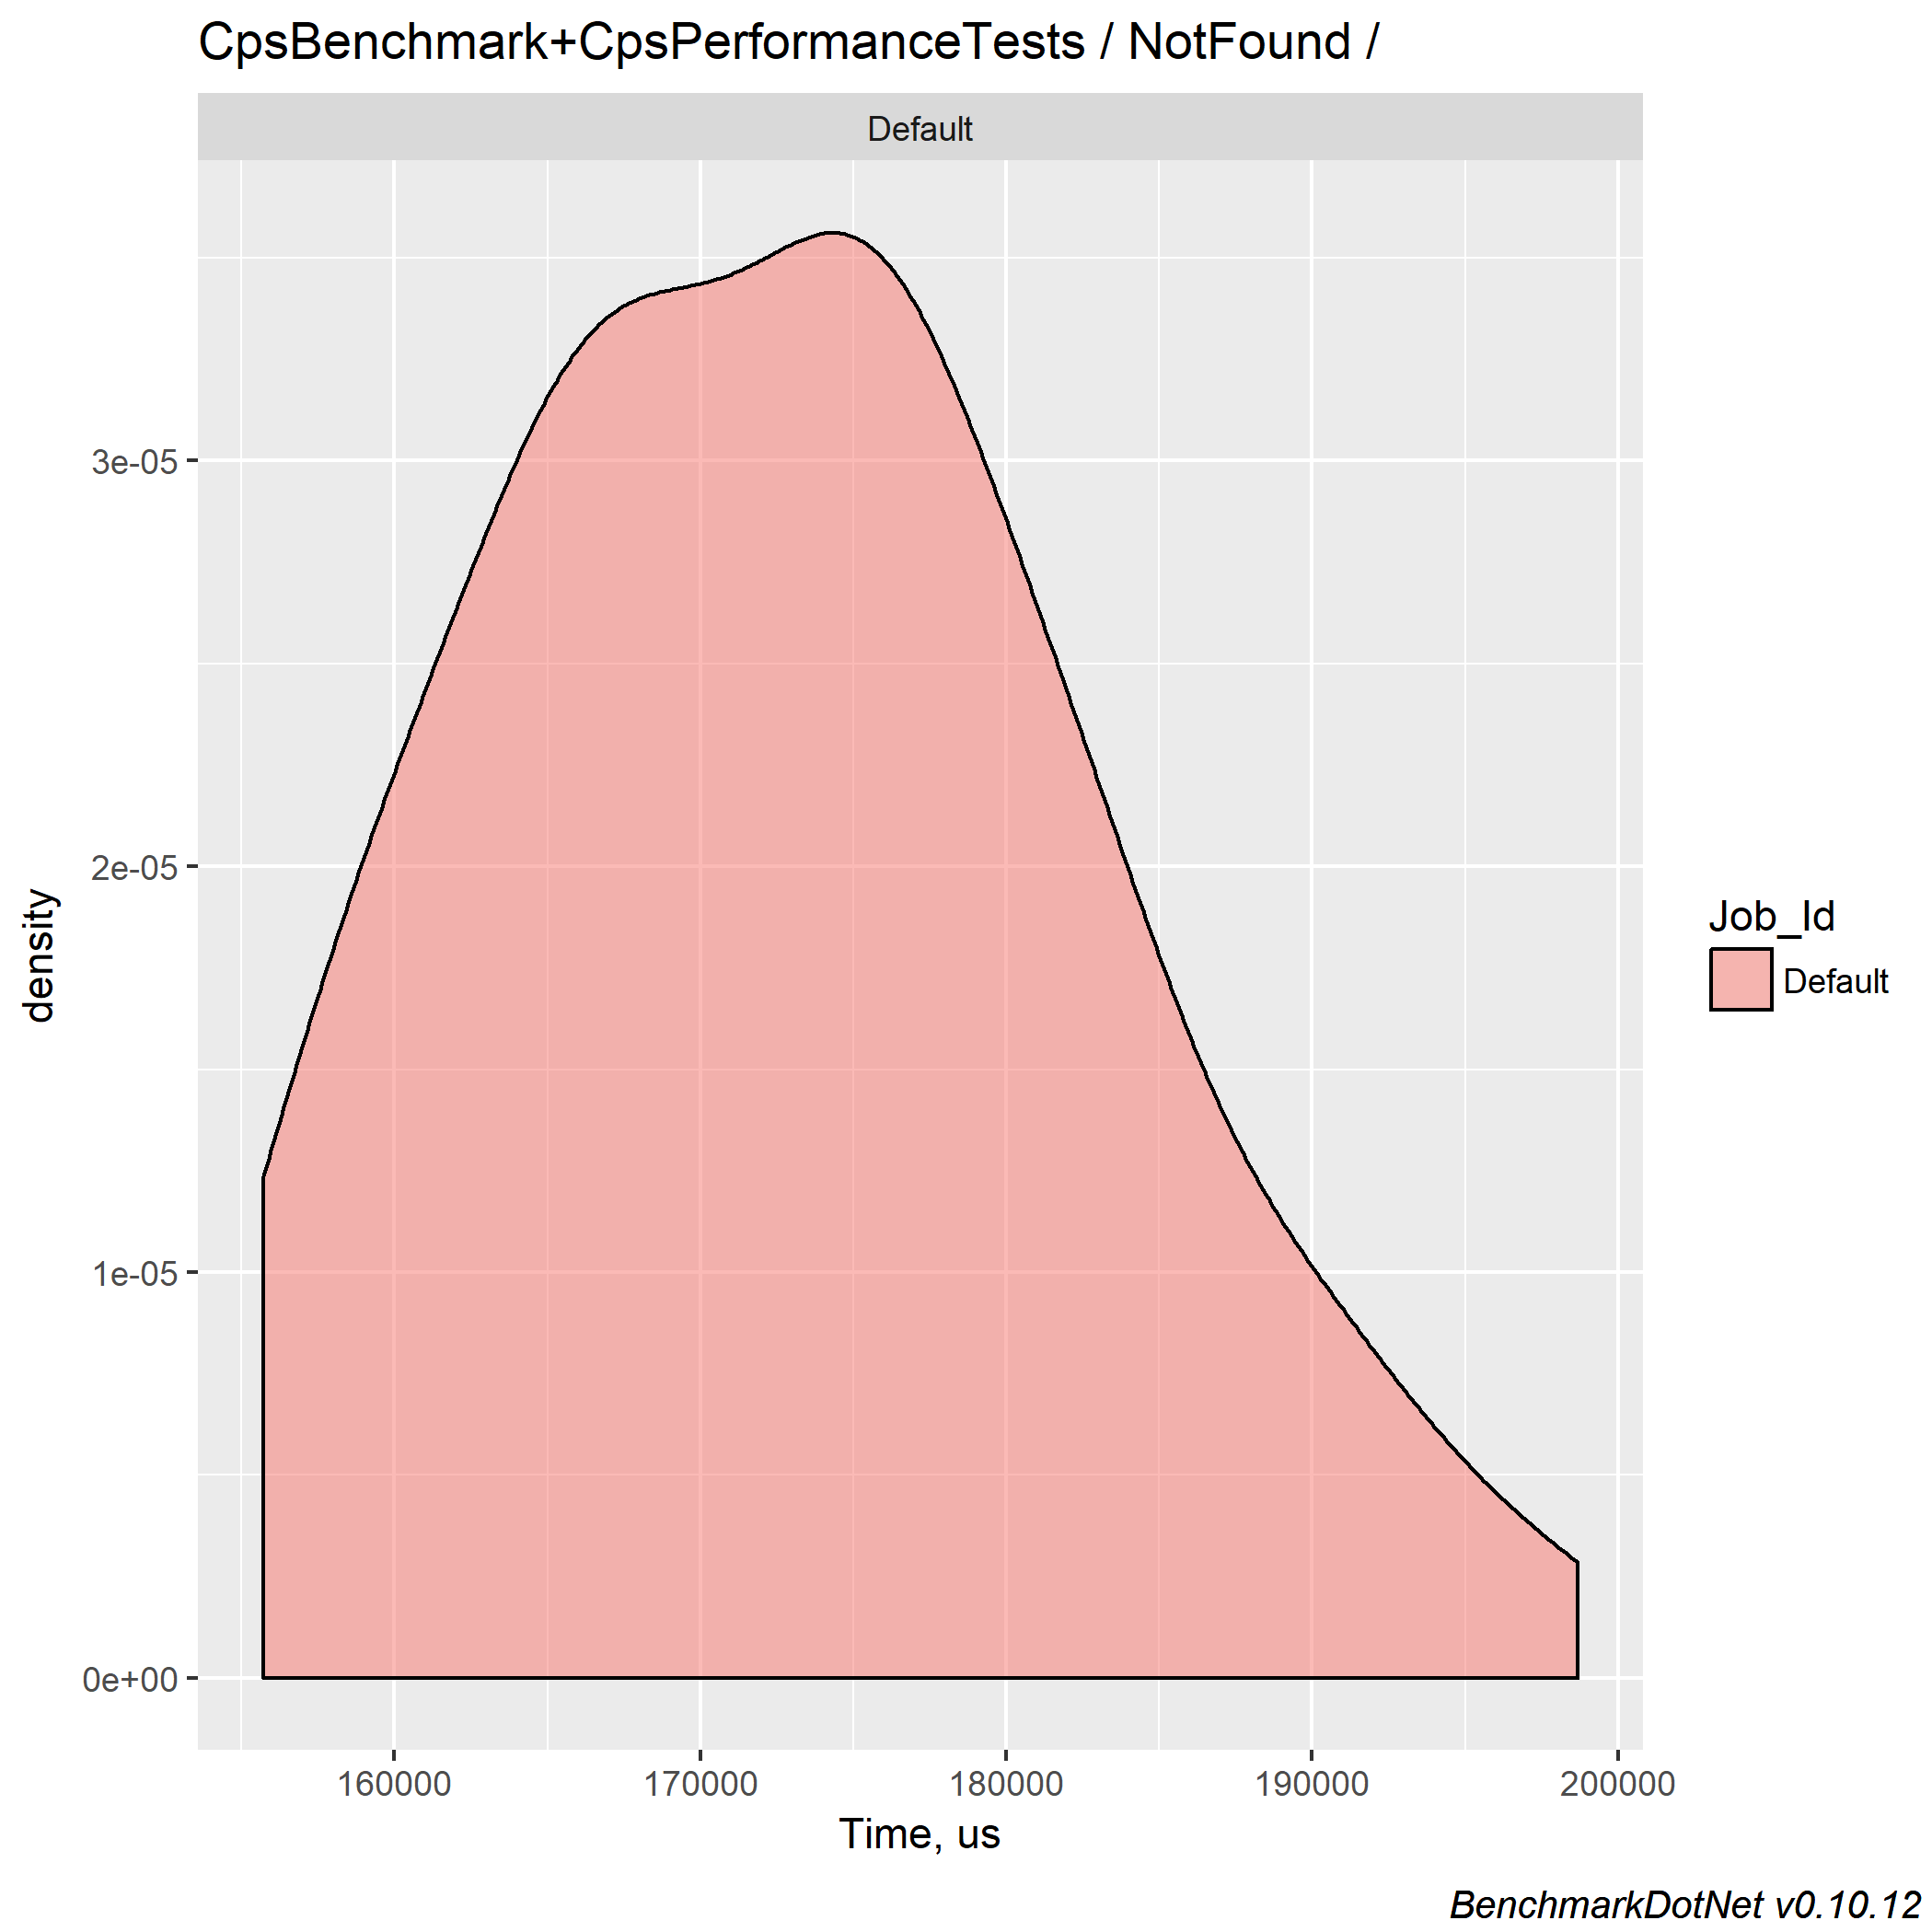 CpsBenchmark+CpsPerformanceTests / NotFound /
Default
3e-05
2e-05
1e-05
0e+00
density
160000 170000 180000 190000 200000
Time, us
Job_Id
Default
BenchmarkDotNet v0.10.12